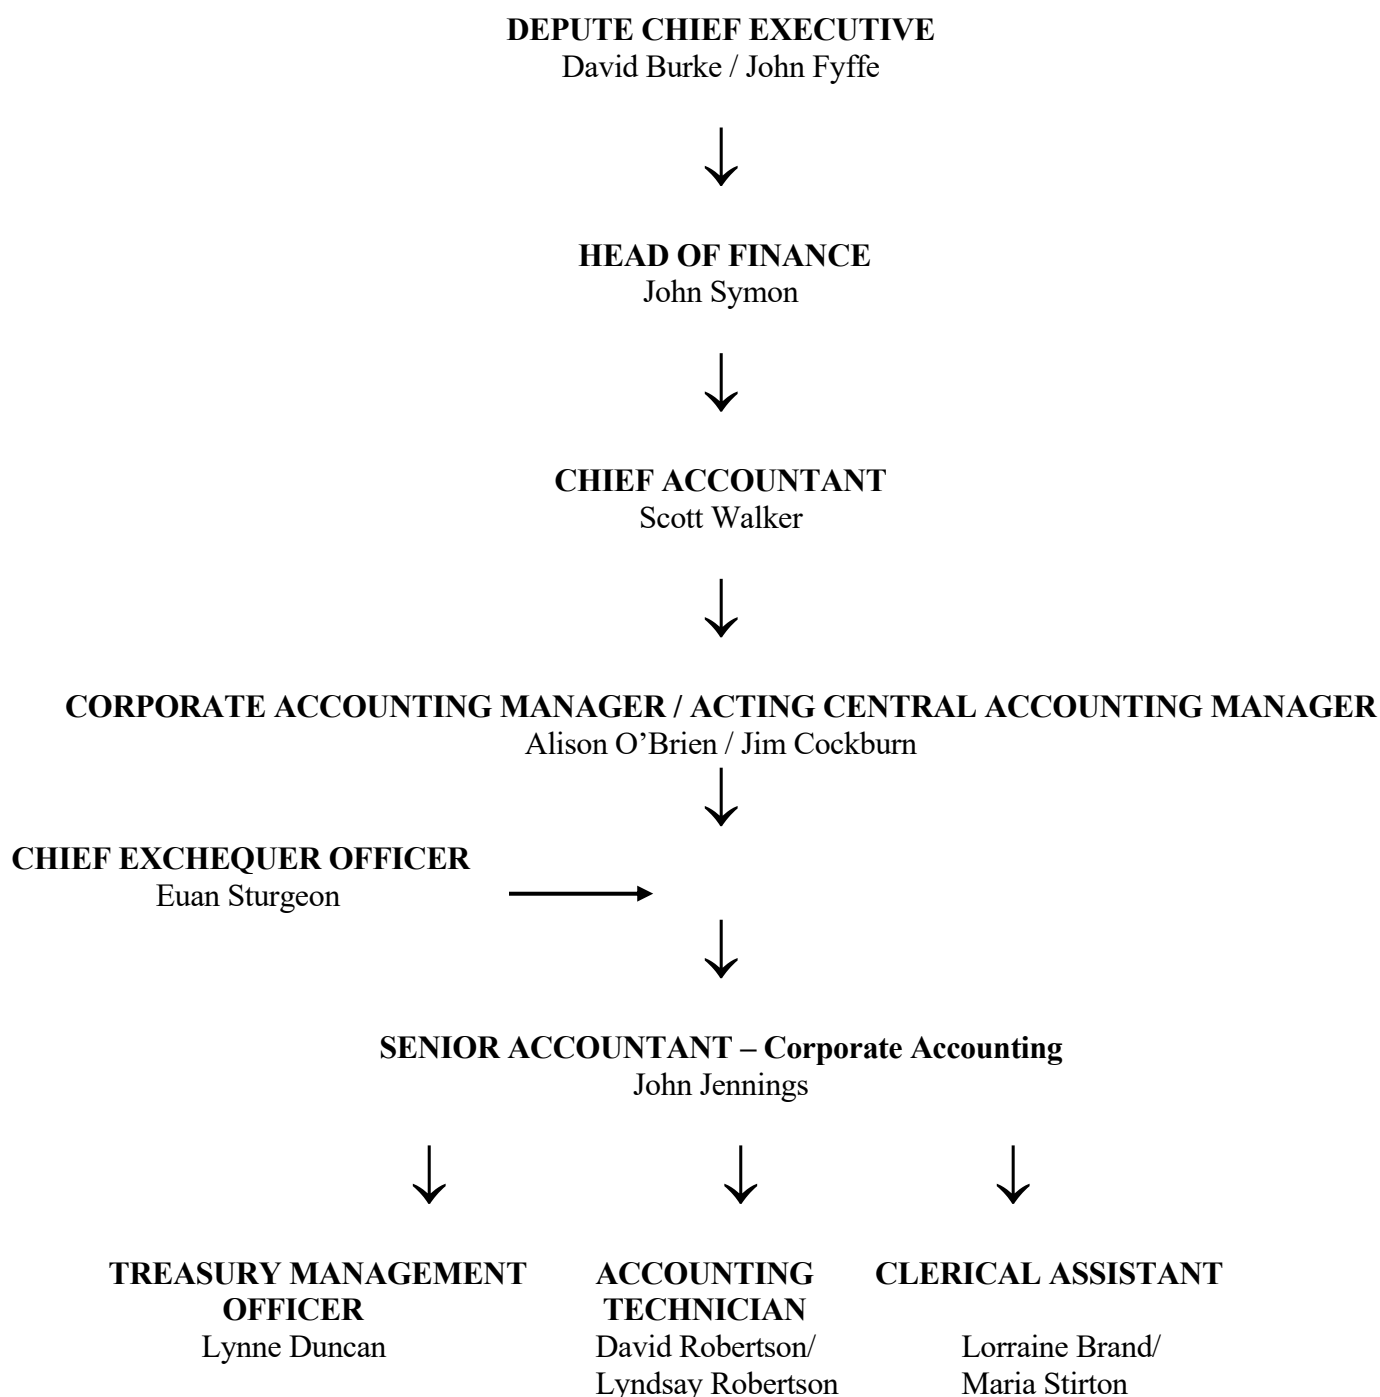 DEPUTE CHIEF EXECUTIVE
David Burke / John Fyffe
HEAD OF FINANCE
John Symon
CHIEF ACCOUNTANT
Scott Walker
CORPORATE ACCOUNTING MANAGER / ACTING CENTRAL ACCOUNTING MANAGER
Alison O’Brien / Jim Cockburn
CHIEF EXCHEQUER OFFICER
Euan Sturgeon
SENIOR ACCOUNTANT – Corporate Accounting
John Jennings
TREASURY MANAGEMENT
OFFICER
Lynne Duncan
ACCOUNTING
TECHNICIAN
David Robertson/
Lyndsay Robertson
CLERICAL ASSISTANT
Lorraine Brand/
Maria Stirton